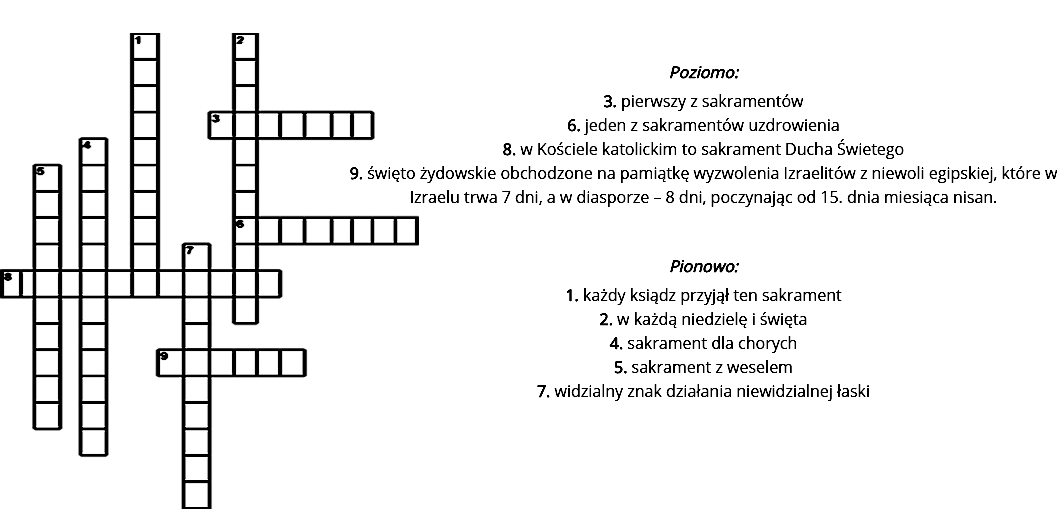 1
2
3
4
5
6
7
8
9
Poziomo:
3. pierwszy z sakramentów
6. jeden z sakramentów uzdrowienia
8. w Kościele katolickim to sakrament Ducha Świetego
9. święto żydowskie obchodzone na pamiątkę wyzwolenia Izraelitów z niewoli egipskiej, które w
Izraelu trwa 7 dni, a w diasporze – 8 dni, poczynając od 15. dnia miesiąca nisan.
Pionowo:
1. każdy ksiądz przyjął ten sakrament
2. w każdą niedzielę i święta
4. sakrament dla chorych
5. sakrament z weselem
7. widzialny znak działania niewidzialnej łaski